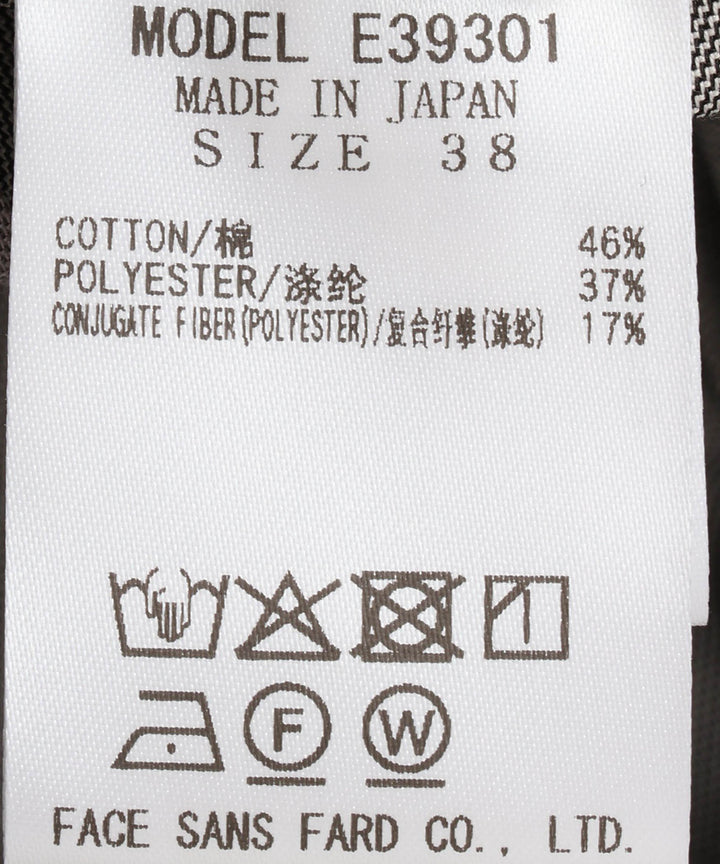 MODEL E39301
MADE IN JAPAN
SIZE 38
COTTON/棉 46%
POLYESTER/涤纶 37%
CONJUGATE FIBER(POLYESTER)/复合纤维(涤纶) 17%
F W
FACE SANS FARD CO., LTD.